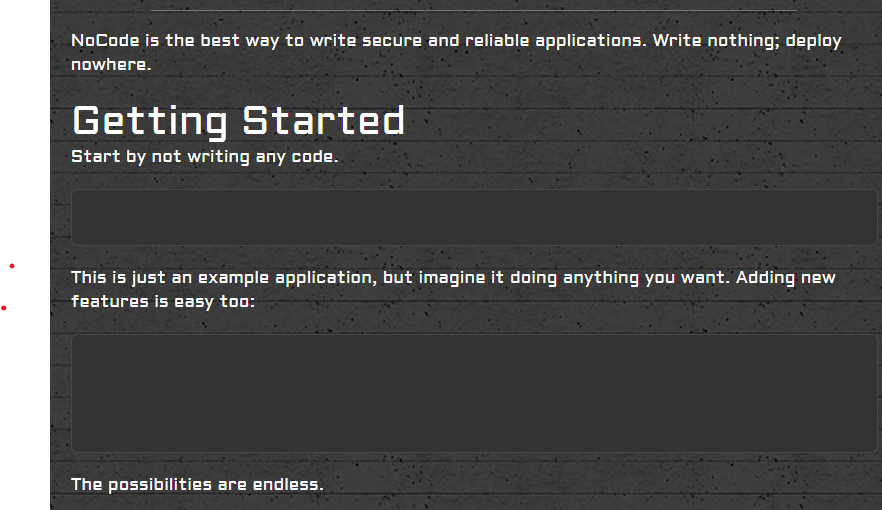 NoCode is the best way to write secure and reliable applications. Write nothing; deploy
nowhere.
Getting Started
Start by not writing any code.
This is just an example application, but imagine it doing anything you want. Adding new
features is easy too:
The possibilities are endless.